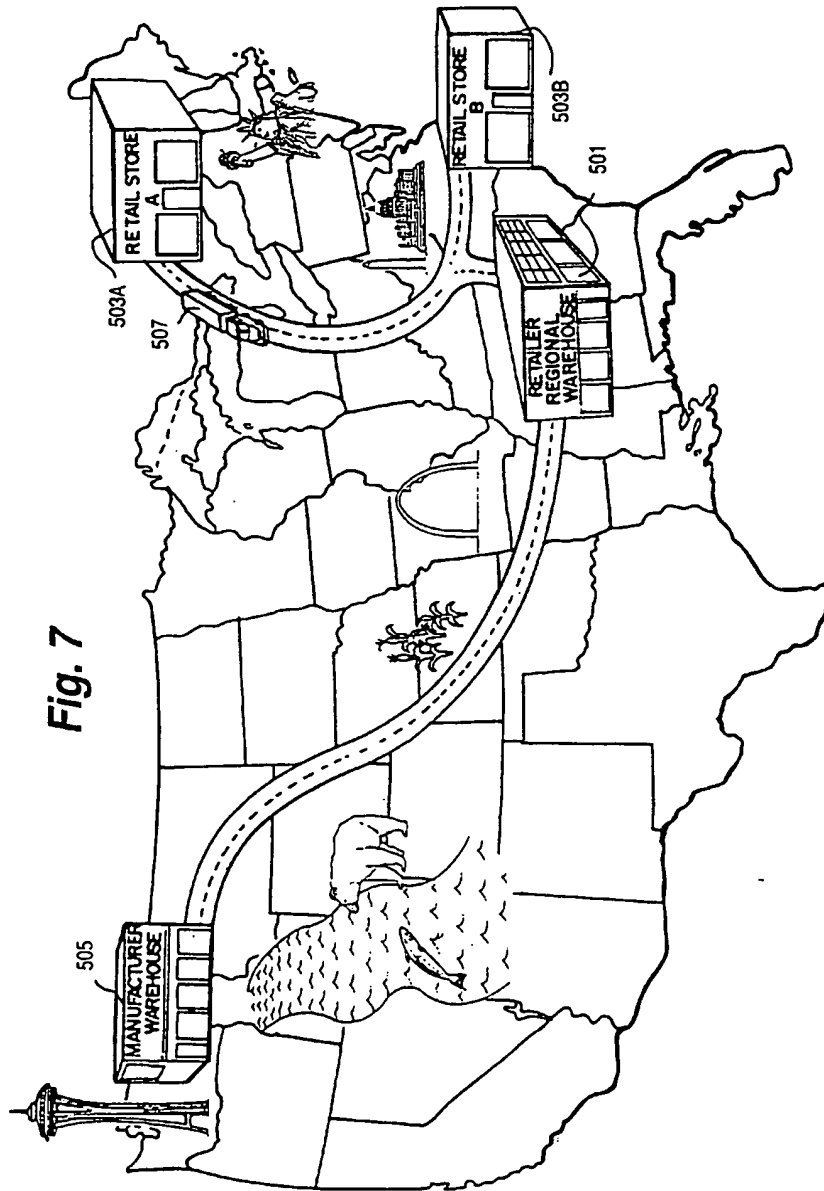 Fig. 7
505
MANUFACTURER
WAREHOUSE
503A
RETAIL STORE
A
507
RETAIL STORE
B
503B
RETAILER
REGIONAL
WAREHOUSE
501